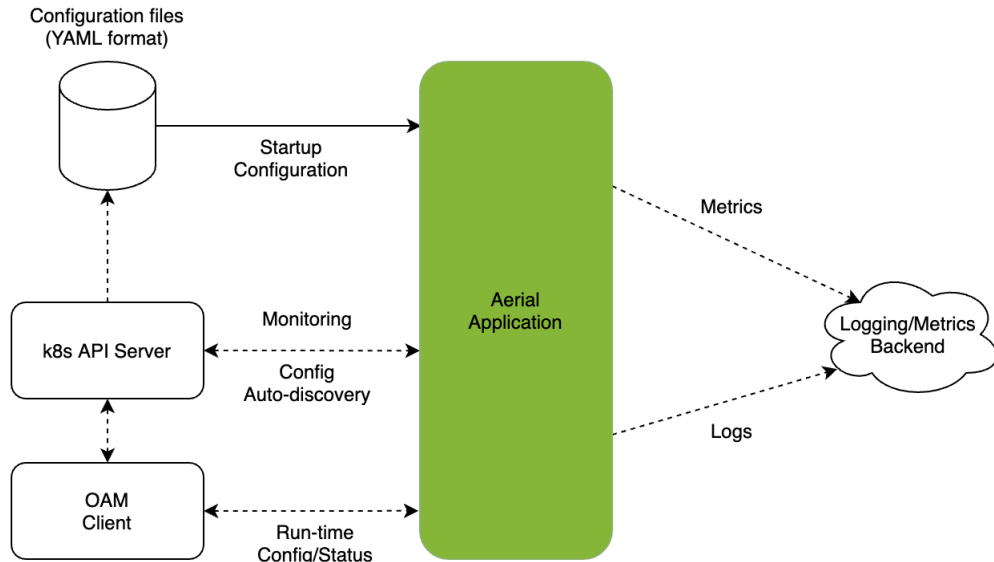 Configuration files
(YAML format)
Startup
Configuration
Metrics
Aerial
Application
Monitoring
k8s API Server
Config
Auto-discovery
Logging/Metrics
Backend
Logs
OAM
Client
Run-time
Config/Status